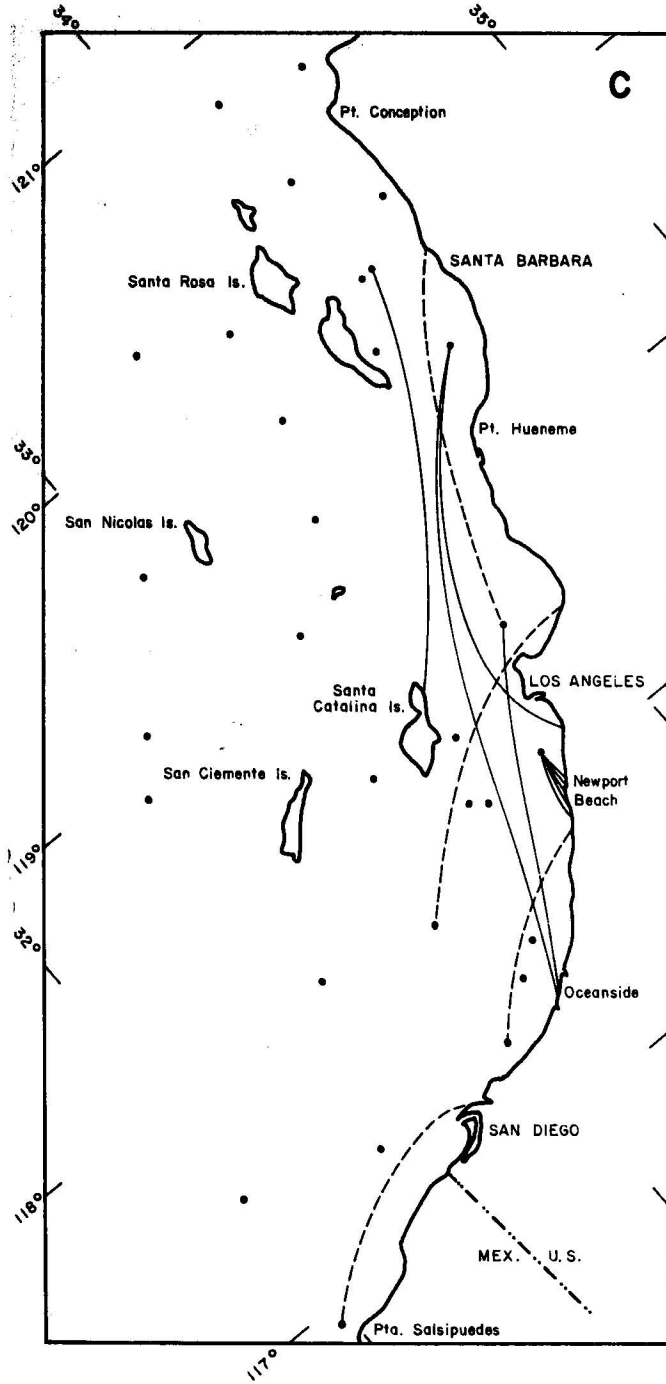 34°
35°
C
Pt. Conception
121°
SANTA BARBARA
Santa Rosa Is.
Pt. Hueneme
33°
120°
San Nicolas Is.
LOS ANGELES
Santa
Catalina Is.
San Clemente Is.
Newport
Beach
119°
32°
Oceanside
SAN DIEGO
118°
MEX. U.S.
Pta. Salsipuedes
117°